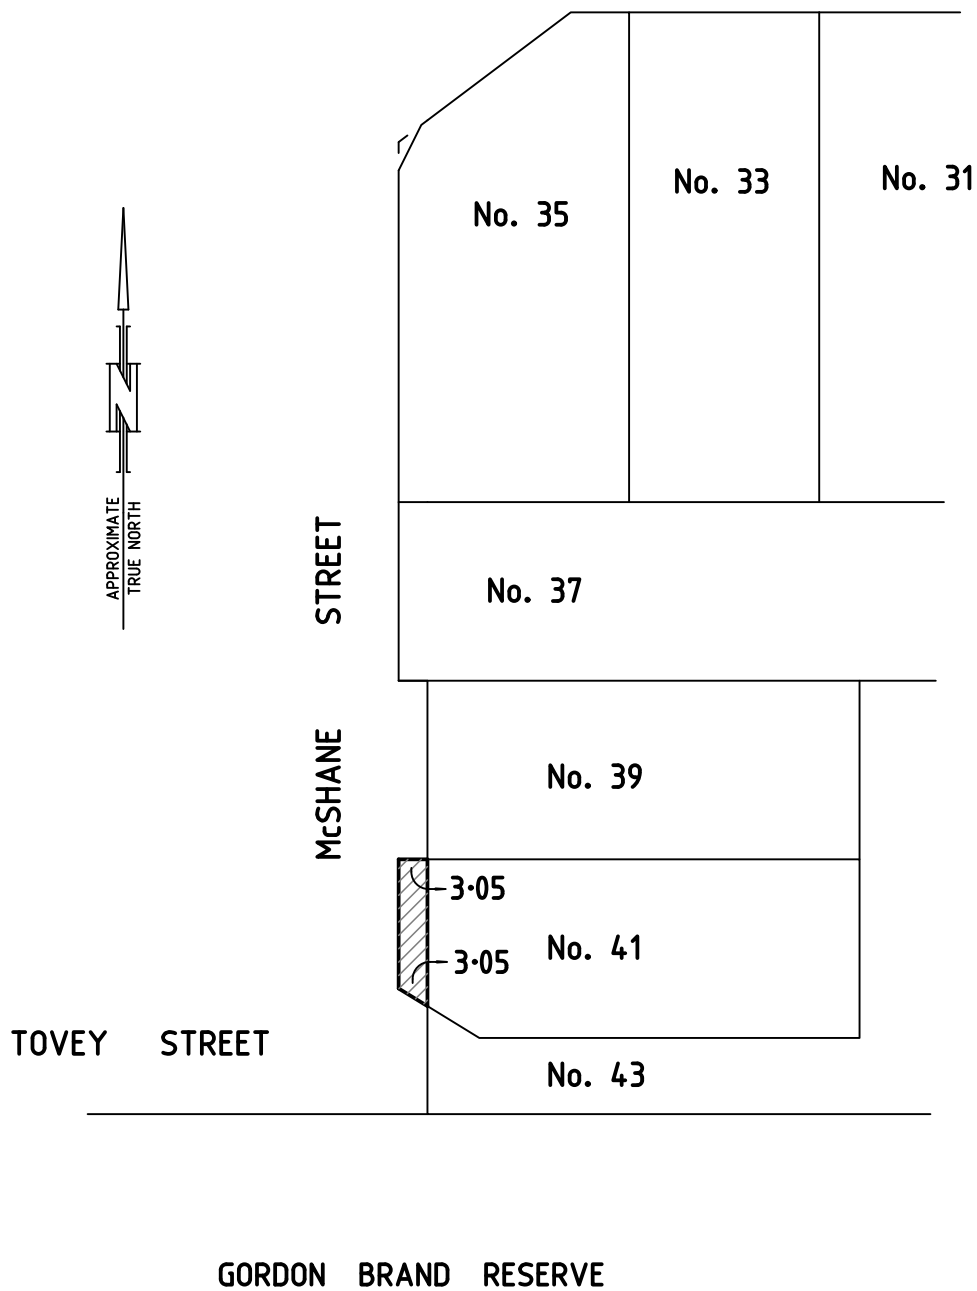 No. 31
No. 33
No. 35
N
APPROXIMATE
TRUE NORTH
McSHANE STREET
No. 37
No. 39
3·05
No. 41
3·05
TOVEY STREET
No. 43
GORDON BRAND RESERVE